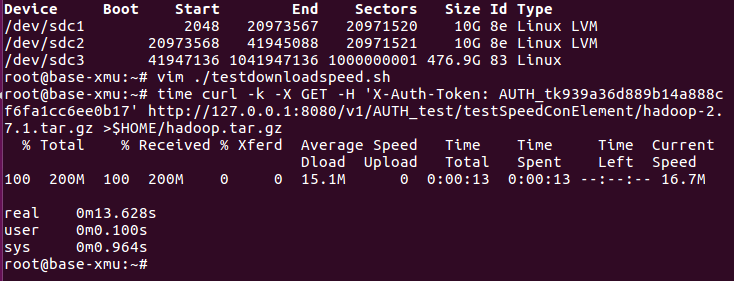 Device     Boot    Start        End    Sectors   Size Id Type
/dev/sdc1           2048   20973567   20971520    10G 8e Linux LVM
/dev/sdc2       20973568   41945088   20971521    10G 8e Linux LVM
/dev/sdc3       41947136 1041947136 1000000001 476.9G 83 Linux
root@base-xmu:~# vim ./testdownloadspeed.sh
root@base-xmu:~# time curl -k -X GET -H 'X-Auth-Token: AUTH_tk939a36d889b14a888c
f6fa1cc6ee0b17' http://127.0.0.1:8080/v1/AUTH_test/testSpeedConElement/hadoop-2.
7.1.tar.gz >$HOME/hadoop.tar.gz
  % Total    % Received % Xferd  Average Speed   Time    Time     Time  Current
                                 Dload  Upload   Total   Spent    Left  Speed
100  200M  100  200M    0     0  15.1M      0  0:00:13  0:00:13 --:--:-- 16.7M
real    0m13.628s
user    0m0.100s
sys     0m0.964s
root@base-xmu:~#